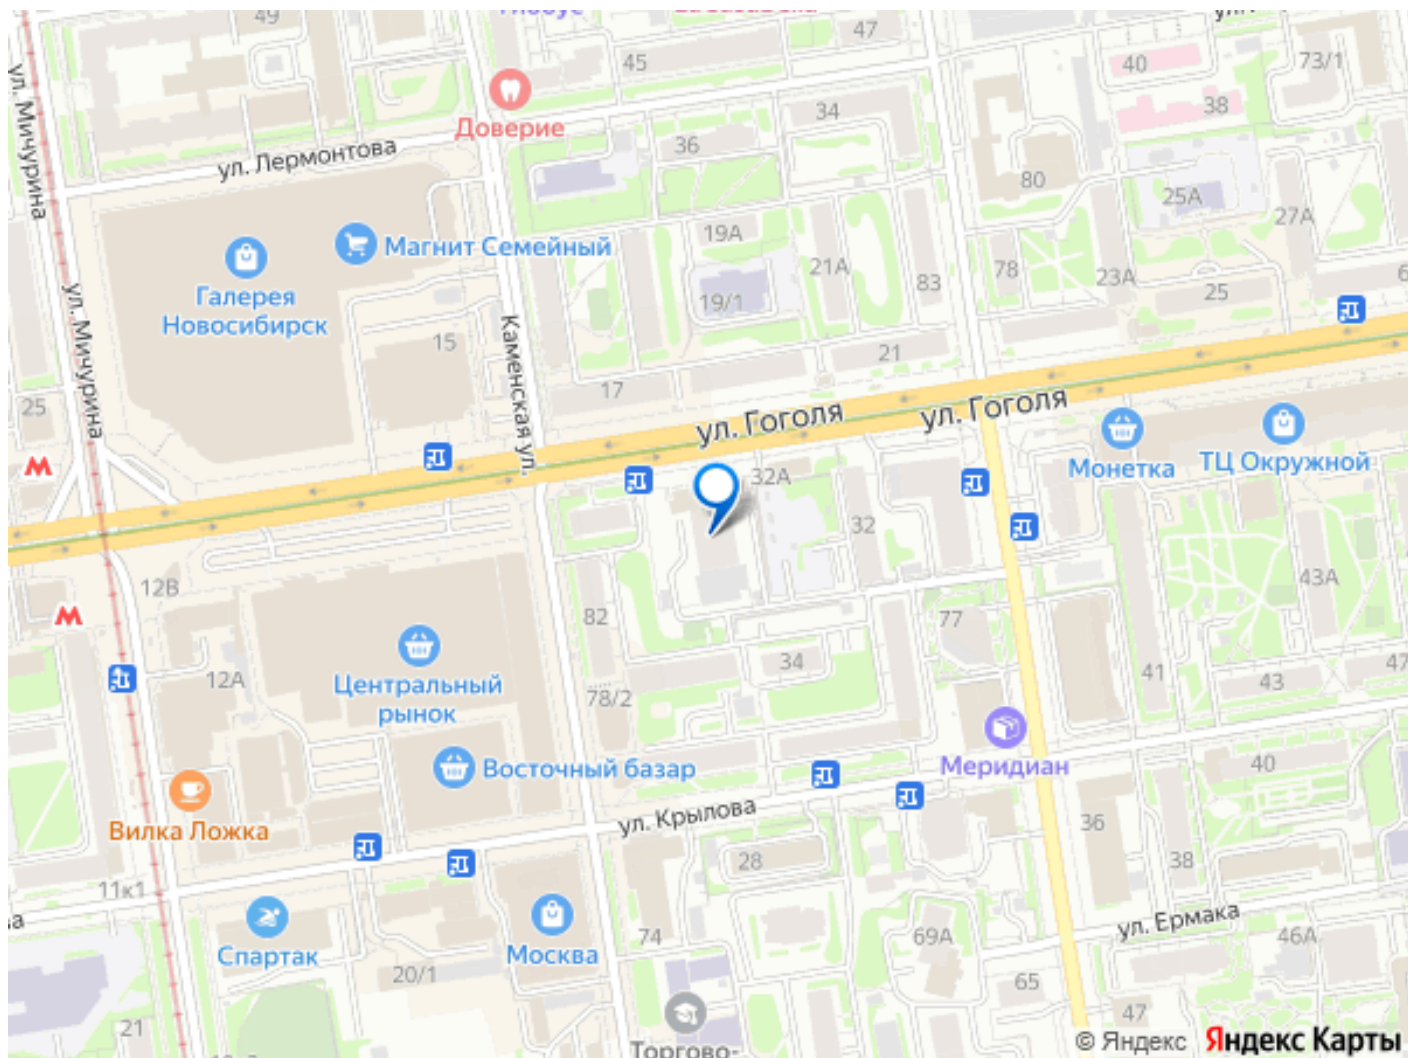 49
47
45
40
73/1
38
34
Доверие
ул. Мичурина
ул. Лермонтова
36
80
25А
27А
19А
Магнит Семейный
21А
83
78
23А
25
Галерея
Новосибирск
19/1
ул. Мичурина
Каменская ул.
15
21
17
25
ул. Гоголя
ул. Гоголя
Монетка
ТЦ Окружной
32А
32
12В
43А
82
77
34
41
43
47
12А
Центральный
рынок
78/2
Меридиан
40
Восточный базар
ул. Крылова
Вилка Ложка
36
38
28
11к1
ул. Ермака
Спартак
Москва
74
69А
46А
20/1
65
47
21
Торгово-
© Яндекс
Яндекс Карты